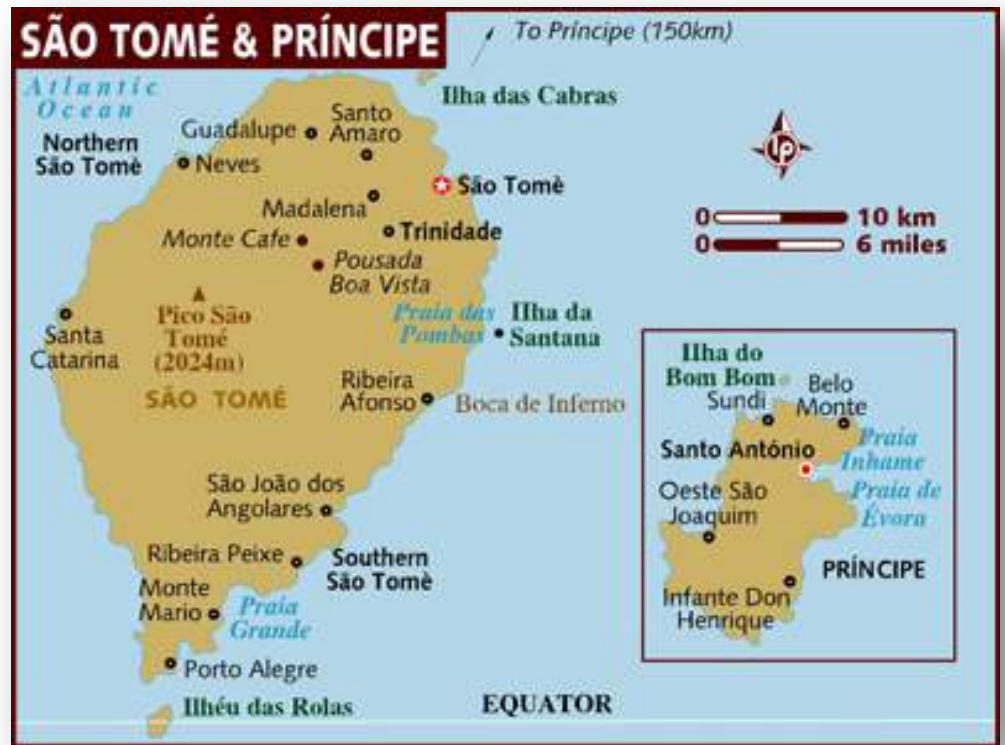 SÃO TOMÉ & PRÍNCIPE
To Príncipe (150km)
Atlantic
Ocean
Ilha das Cabras
Northern
São Tomè
Guadalupe
Santo
Amaro
Neves
São Tomè
Madalena
Trinidade
Monte Cafe
Pousada
Boa Vista
lp
0 10 km
0 6 miles
Pico São
Tomé
(2024m)
Santa
Catarina
SÃO TOMÉ
Praia das
Pombas
Ilha da
Santana
Ribeira
Afonso
Boca de Inferno
São João dos
Angolares
Ribeira Peixe
Southern
São Tomè
Monte
Mario
Praia
Grande
Porto Alegre
Ilhéu das Rolas
EQUATOR
Ilha do
Bom Bom
Sundi
Belo
Monte
Santo António
Praia
Inhame
Oeste São
Joaquim
Praia de
Évora
PRÍNCIPE
Infante Don
Henrique